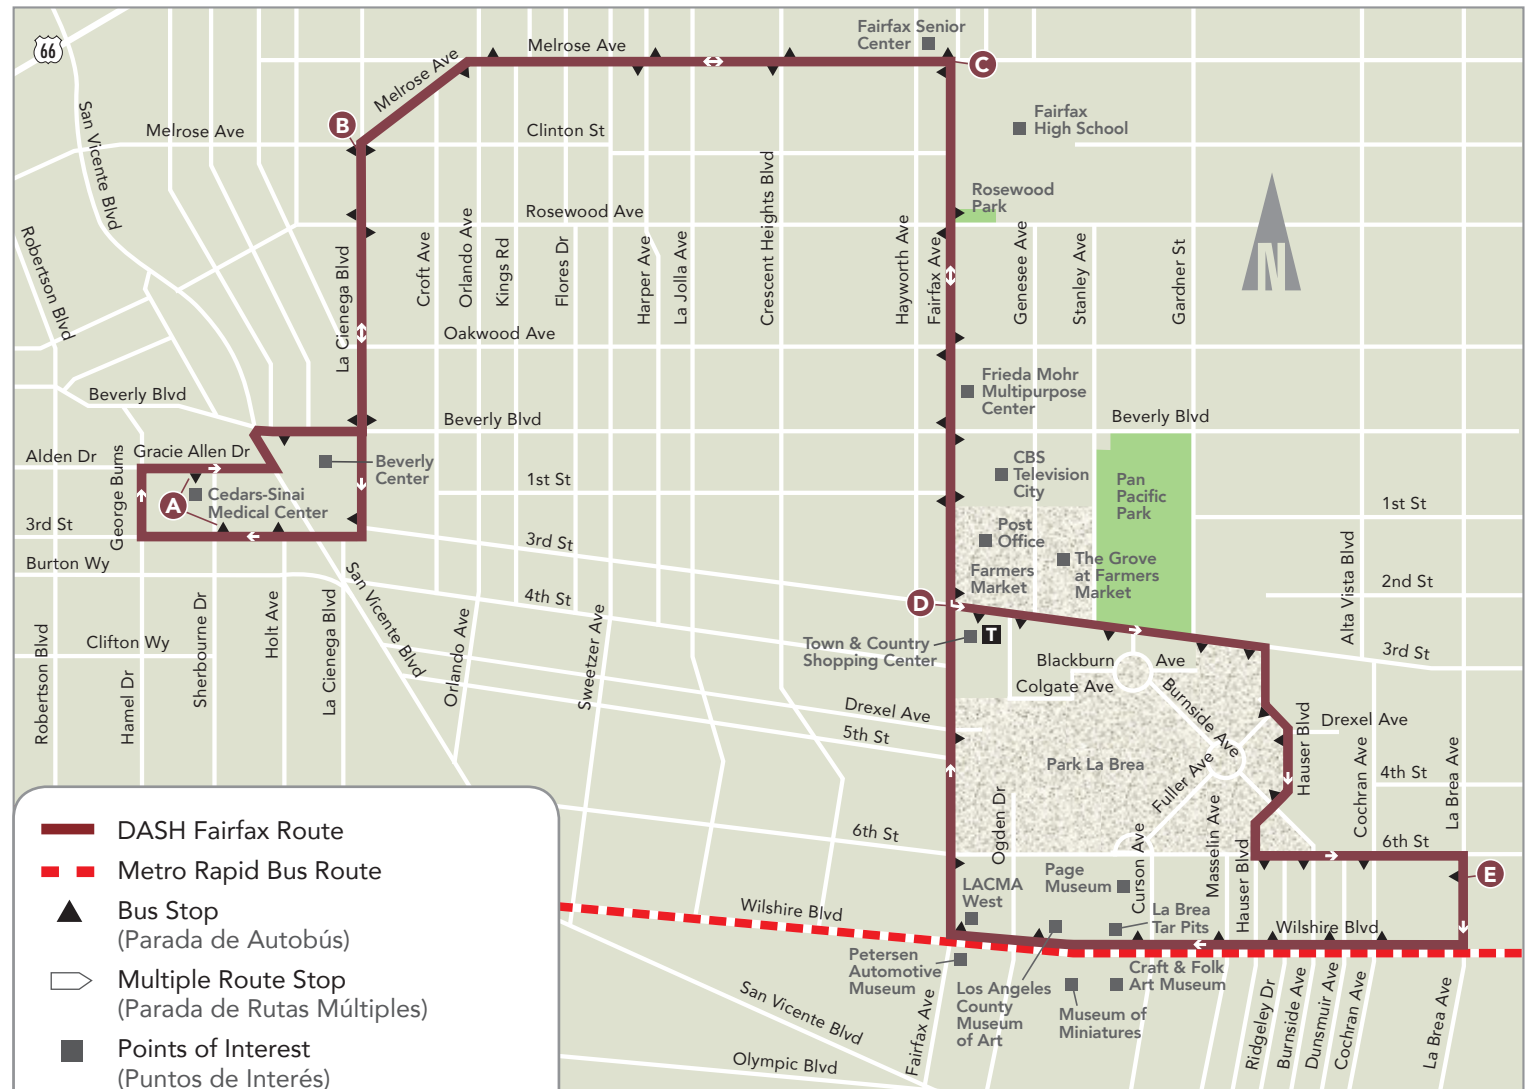 66
Fairfax Senior
Center
Melrose Ave
Melrose Ave
C
B
Melrose Ave
San Vicente Blvd
Clinton St
Fairfax
High School
Rosewood Ave
Rosewood
Park
Robertson Blvd
La Cienega Blvd
Croft Ave
Orlando Ave
Kings Rd
Flores Dr
Harper Ave
La Jolla Ave
Crescent Heights Blvd
Hayworth Ave
Fairfax Ave
Genesee Ave
Stanley Ave
Gardner St
N
Oakwood Ave
Frieda Mohr
Multipurpose
Center
Beverly Blvd
Beverly Blvd
Beverly Blvd
Alden Dr
George Burns
Gracie Allen Dr
Beverly
Center
A
Cedars-Sinai
Medical Center
CBS
Television
City
Pan
Pacific
Park
1st St
1st St
3rd St
3rd St
Post
Office
Farmers
Market
The Grove
at Farmers
Market
Alta Vista Blvd
2nd St
Burton Wy
4th St
D
San Vicente Blvd
Town & Country
Shopping Center
T
3rd St
Clifton Wy
Robertson Blvd
Hamel Dr
Sherbourne Dr
Holt Ave
La Cienega Blvd
Orlando Ave
Sweetzer Ave
Blackburn
Ave
Colgate Ave
Burnside Ave
Drexel Ave
5th St
Drexel Ave
Hauser Blvd
Park La Brea
Fuller Ave
4th St
Cochran Ave
La Brea Ave
6th St
Ogden Dr
6th St
Curson Ave
Masselin Ave
Hauser Blvd
E
Page
Museum
LACMA
West
La Brea
Tar Pits
Wilshire Blvd
Wilshire Blvd
Petersen
Automotive
Museum
Los Angeles
County
Museum
of Art
Craft & Folk
Art Museum
Museum of
Miniatures
San Vicente Blvd
Fairfax Ave
Olympic Blvd
Ridgeley Dr
Burnside Ave
Dunsmuir Ave
Cochran Ave
La Brea Ave
DASH Fairfax Route
Metro Rapid Bus Route
Bus Stop
(Parada de Autobús)
Multiple Route Stop
(Parada de Rutas Múltiples)
Points of Interest
(Puntos de Interés)